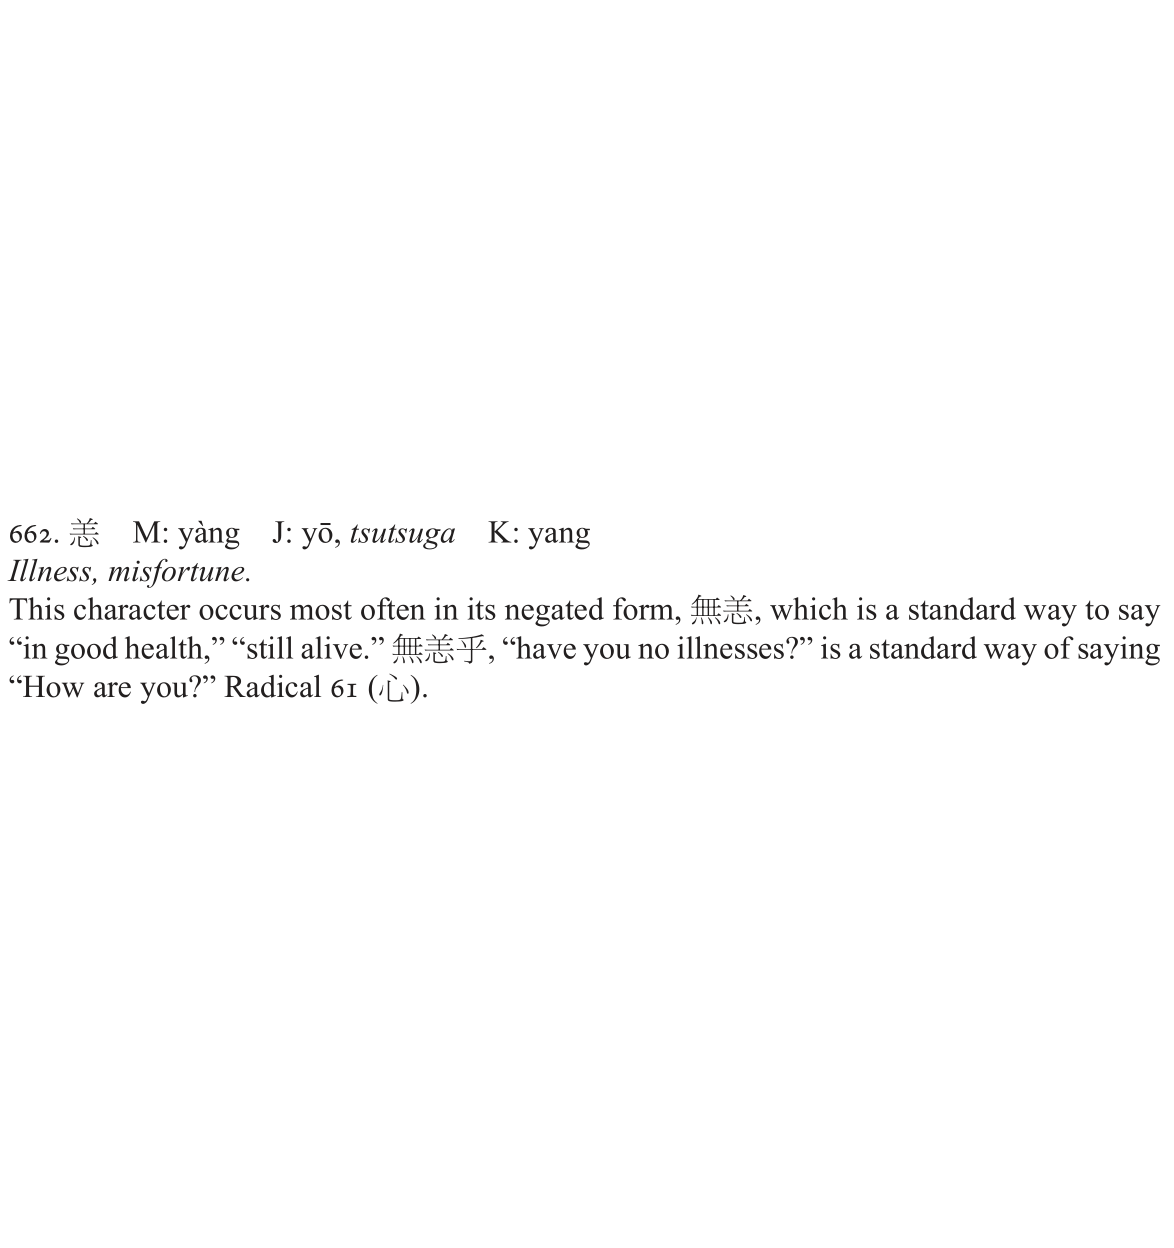 662. 恙 M: yàng J: yō, tsutsuga K: yang
Illness, misfortune.
This character occurs most often in its negated form, 無恙, which is a standard way to say
“in good health,” “still alive.” 無恙乎, “have you no illnesses?” is a standard way of saying
“How are you?” Radical 61 (心).